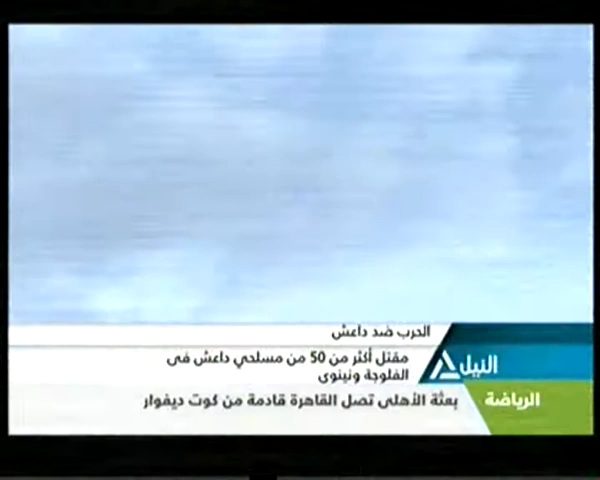 الحرب ضد داعش
مقتل أكثر من 50 من مسلحي داعش فى
الفلوجة ونينوى
النيل
الرياضة
بعثة الأهلى تصل القاهرة قادمة من كوت ديفوار